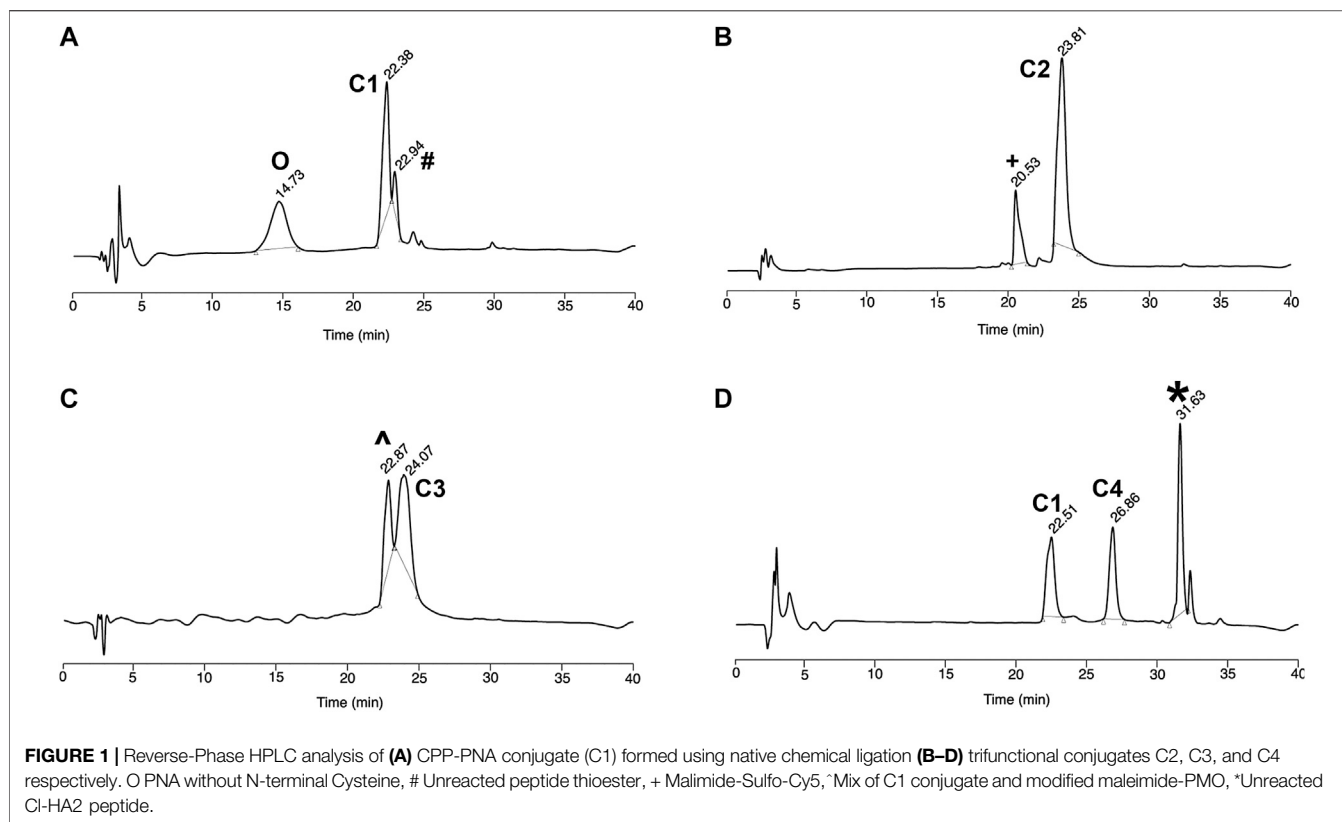 A
C1
22.38
O
14.73
22.94
#
0 5 10 15 20 25 30 35 40
Time (min)
B
C2
23.81
+
20.53
0 5 10 15 20 25 30 35 40
Time (min)
C
^
22.87
24.07
C3
0 5 10 15 20 25 30 35 40
Time (min)
D
*
31.63
C1
22.51
C4
26.86
0 5 10 15 20 25 30 35 40
Time (min)
FIGURE 1 | Reverse-Phase HPLC analysis of (A) CPP-PNA conjugate (C1) formed using native chemical ligation (B–D) trifunctional conjugates C2, C3, and C4
respectively. O PNA without N-terminal Cysteine, # Unreacted peptide thioester, + Malimide-Sulfo-Cy5,^Mix of C1 conjugate and modified maleimide-PMO, *Unreacted
Cl-HA2 peptide.